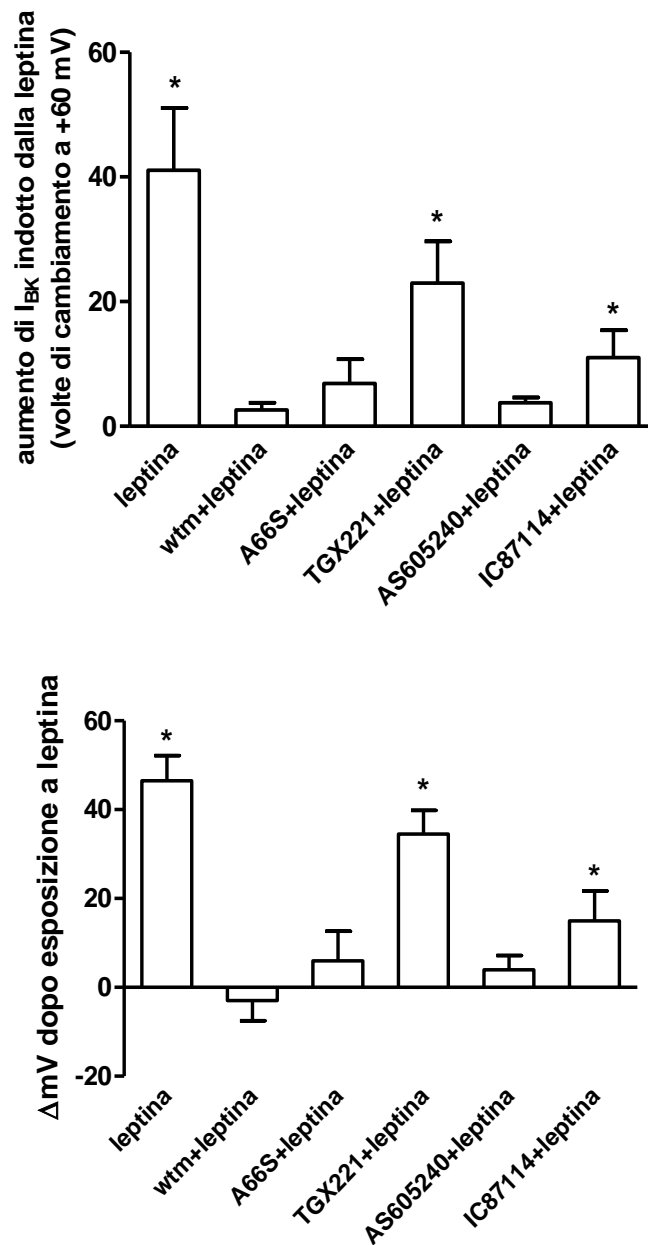 aumento di IBK indotto dalla leptina
(volte di cambiamento a +60 mV)
60
40
20
0
*
*
*
leptina
wtm+leptina
A66S+leptina
TGX221+leptina
AS605240+leptina
IC87114+leptina
ΔmV dopo esposizione a leptina
60
40
20
0
-20
*
*
*
leptina
wtm+leptina
A66S+leptina
TGX221+leptina
AS605240+leptina
IC87114+leptina